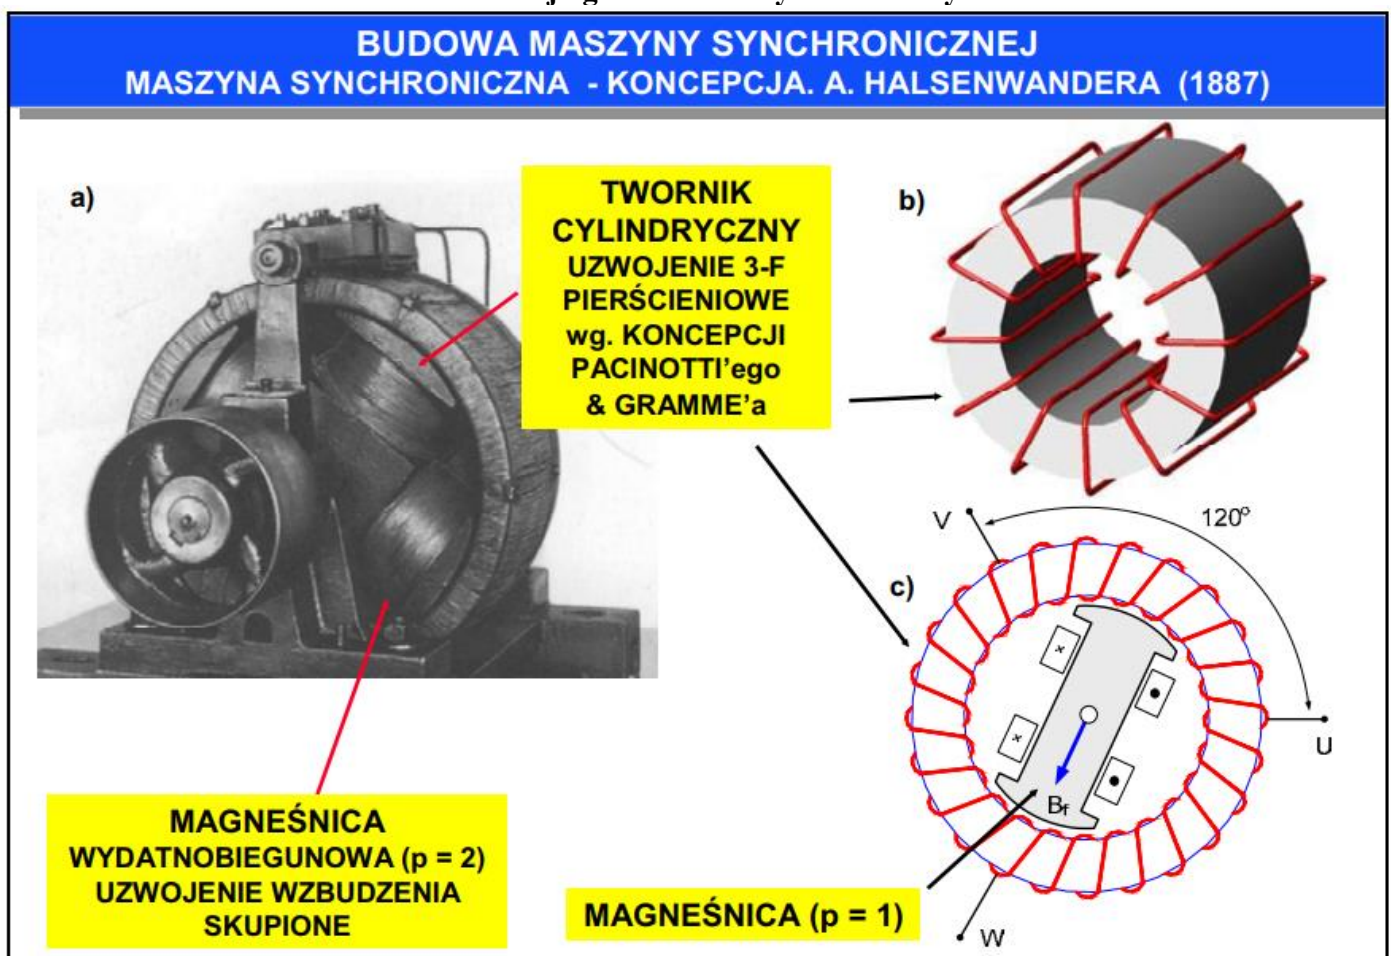 BUDOWA MASZYNY SYNCHRONICZNEJ
MASZYNA SYNCHRONICZNA - KONCEPCJA. A. HALSENWANDERA (1887)
a)
TWORNIK
CYLINDRYCZNY
UZWOJENIE 3-F
PIERŚCIENIOWE
wg. KONCEPCJI
PACINOTTI'ego
& GRAMME'a
b)
V
120°
c)
U
Bf
W
MAGNEŚNICA
WYDATNOBIEGUNOWA (p = 2)
UZWOJENIE WZBUDZENIA
SKUPIONE
MAGNEŚNICA (p = 1)